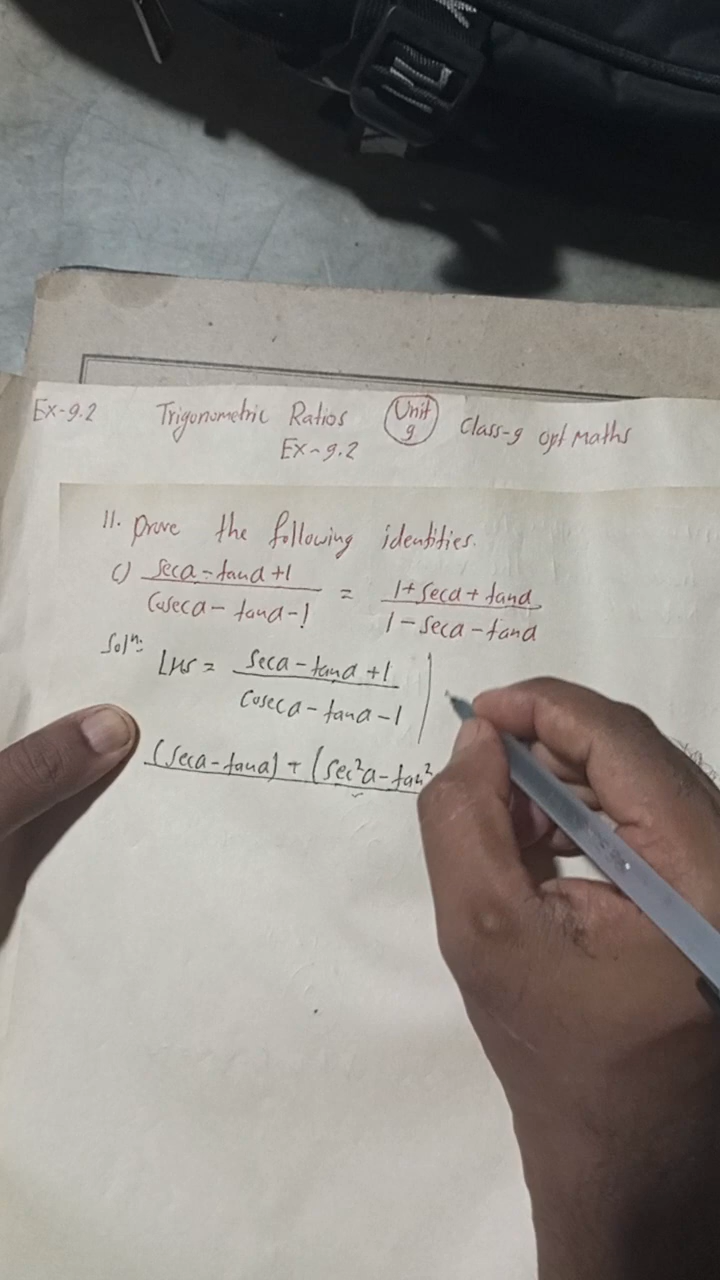 Ex-9.2 Trigonometric Ratios Unit 9 Class-9 opt Maths
Ex-9.2
11. prove the following identities.
c) seca-tana+1 / Coseca-tana-1 = 1+seca+tana / 1-seca-tana
Solⁿ:
LHS = seca-tana+1 / Coseca-tana-1
(seca-tana)+(sec²a-tan²